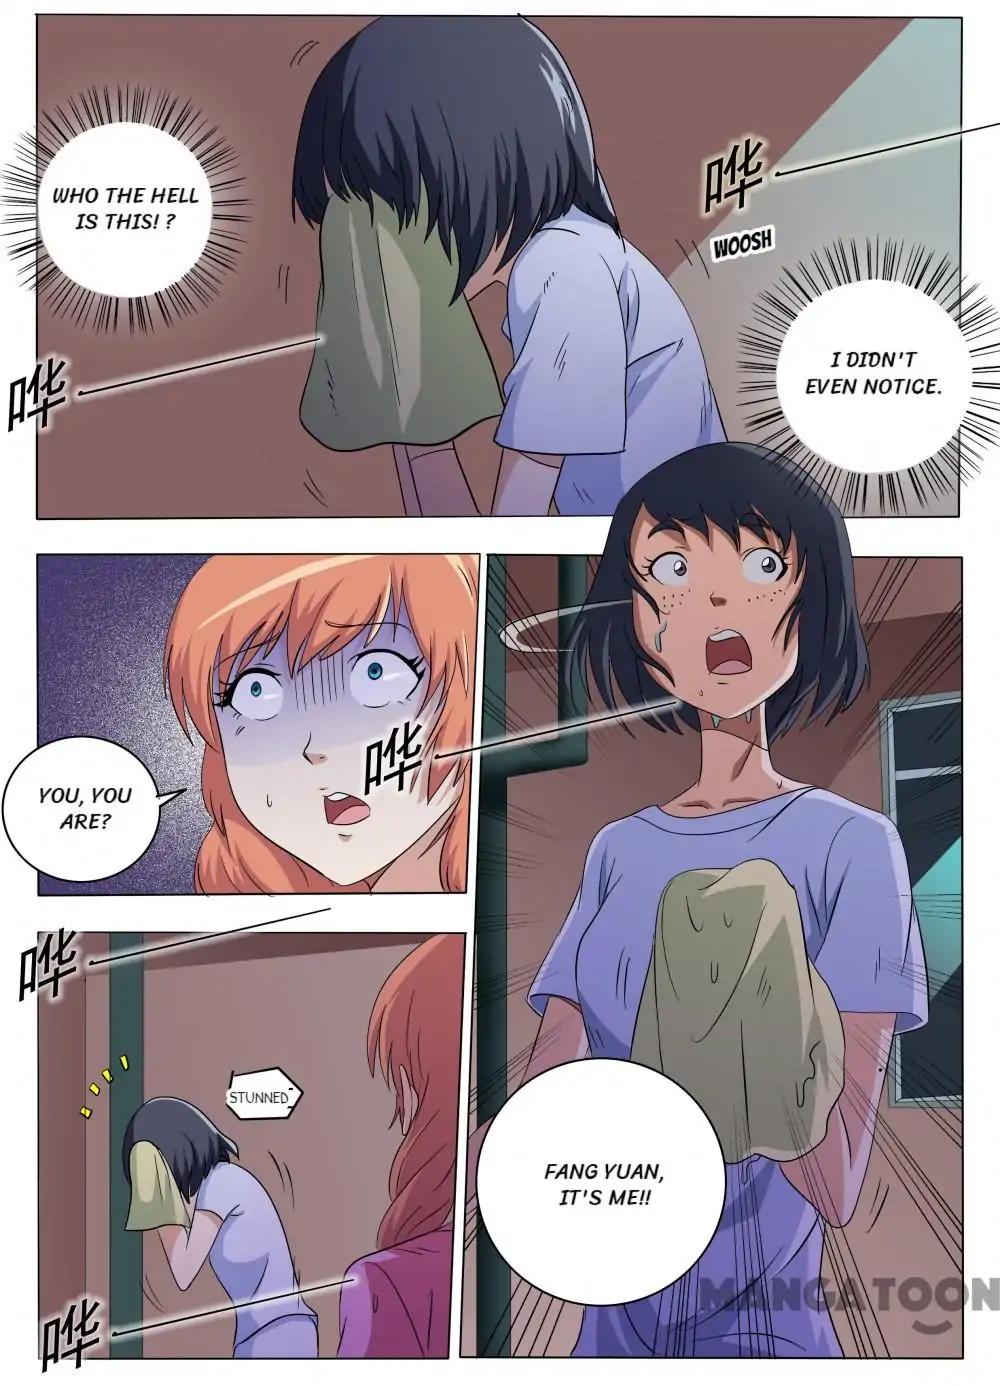 WHO THE HELL
IS THIS! ?
哗
WOOSH
I DIDN'T
EVEN NOTICE.
哗
YOU, YOU
ARE?
哗
FANG YUAN,
IT'S ME!!
哗
STUNNED
哗
MANGATOON